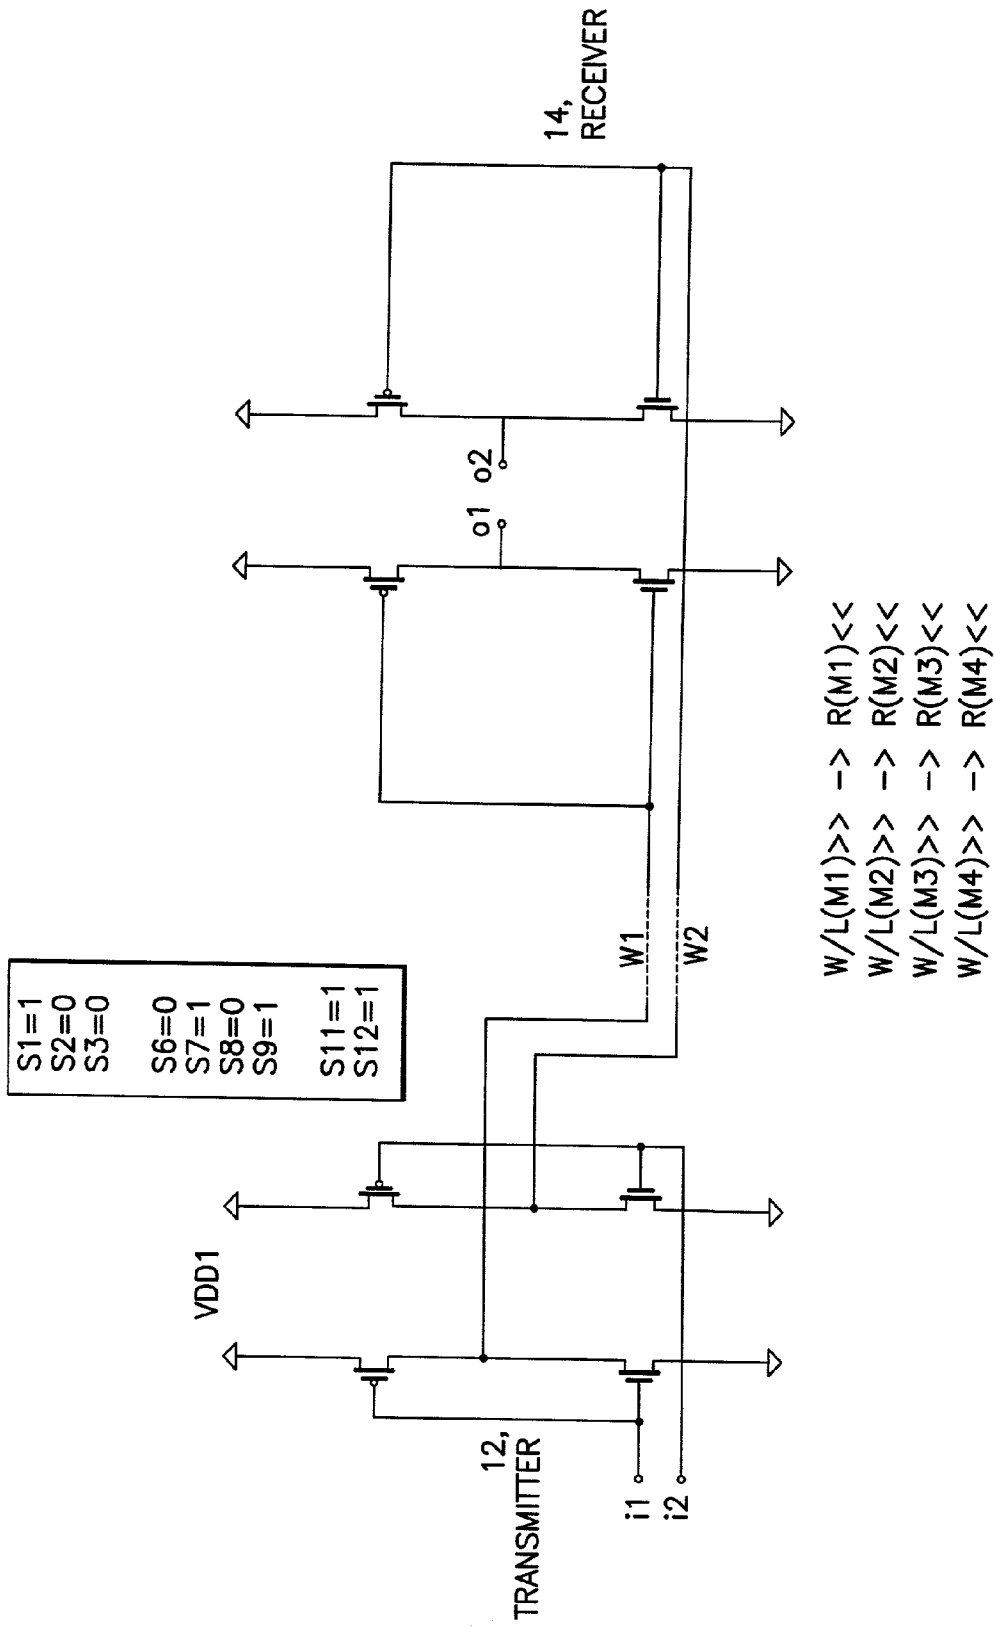 S1=1
S2=0
S3=0
S6=0
S7=1
S8=0
S9=1
S11=1
S12=1
VDD1
12,
TRANSMITTER
i1
i2
W1
W2
o1
o2
14,
RECEIVER
W/L(M1)>> -> R(M1)<<
W/L(M2)>> -> R(M2)<<
W/L(M3)>> -> R(M3)<<
W/L(M4)>> -> R(M4)<<